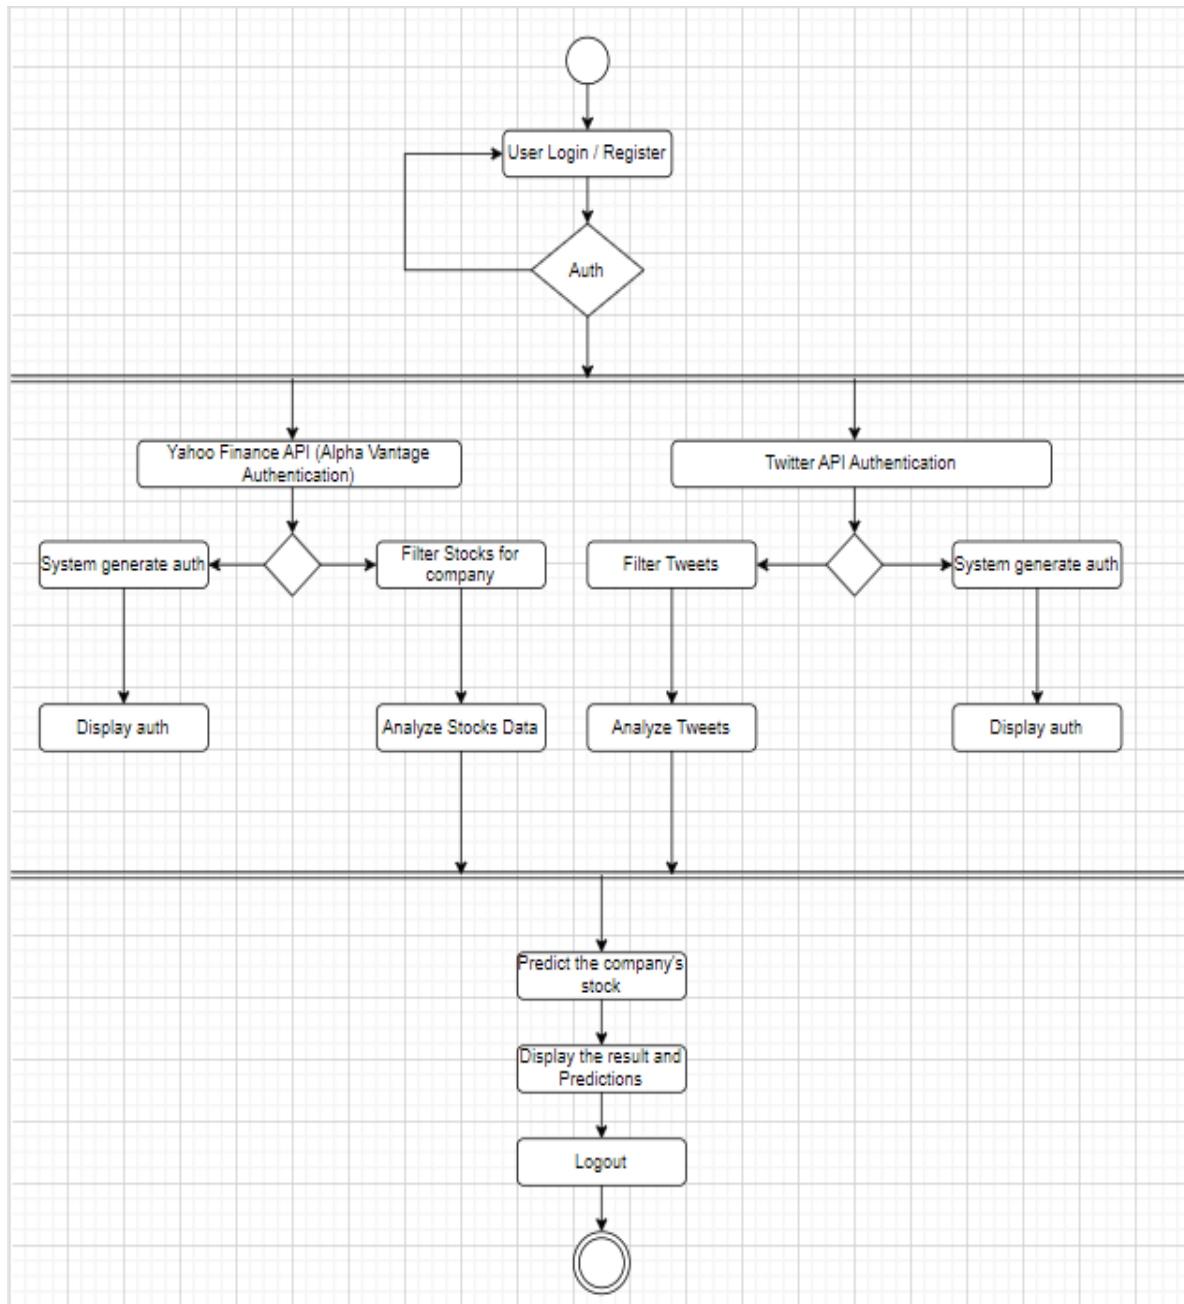 User Login / Register
Auth
Yahoo Finance API (Alpha Vantage
Authentication)
Twitter API Authentication
System generate auth
Filter Stocks for
company
Filter Tweets
System generate auth
Display auth
Analyze Stocks Data
Analyze Tweets
Display auth
Predict the company's
stock
Display the result and
Predictions
Logout